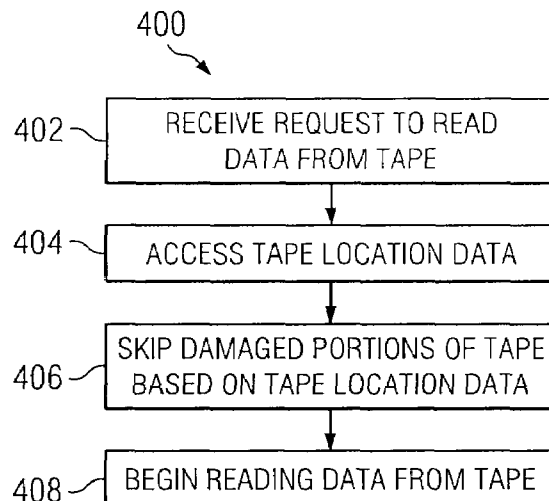 400
402
RECEIVE REQUEST TO READ
DATA FROM TAPE
404
ACCESS TAPE LOCATION DATA
406
SKIP DAMAGED PORTIONS OF TAPE
BASED ON TAPE LOCATION DATA
408
BEGIN READING DATA FROM TAPE